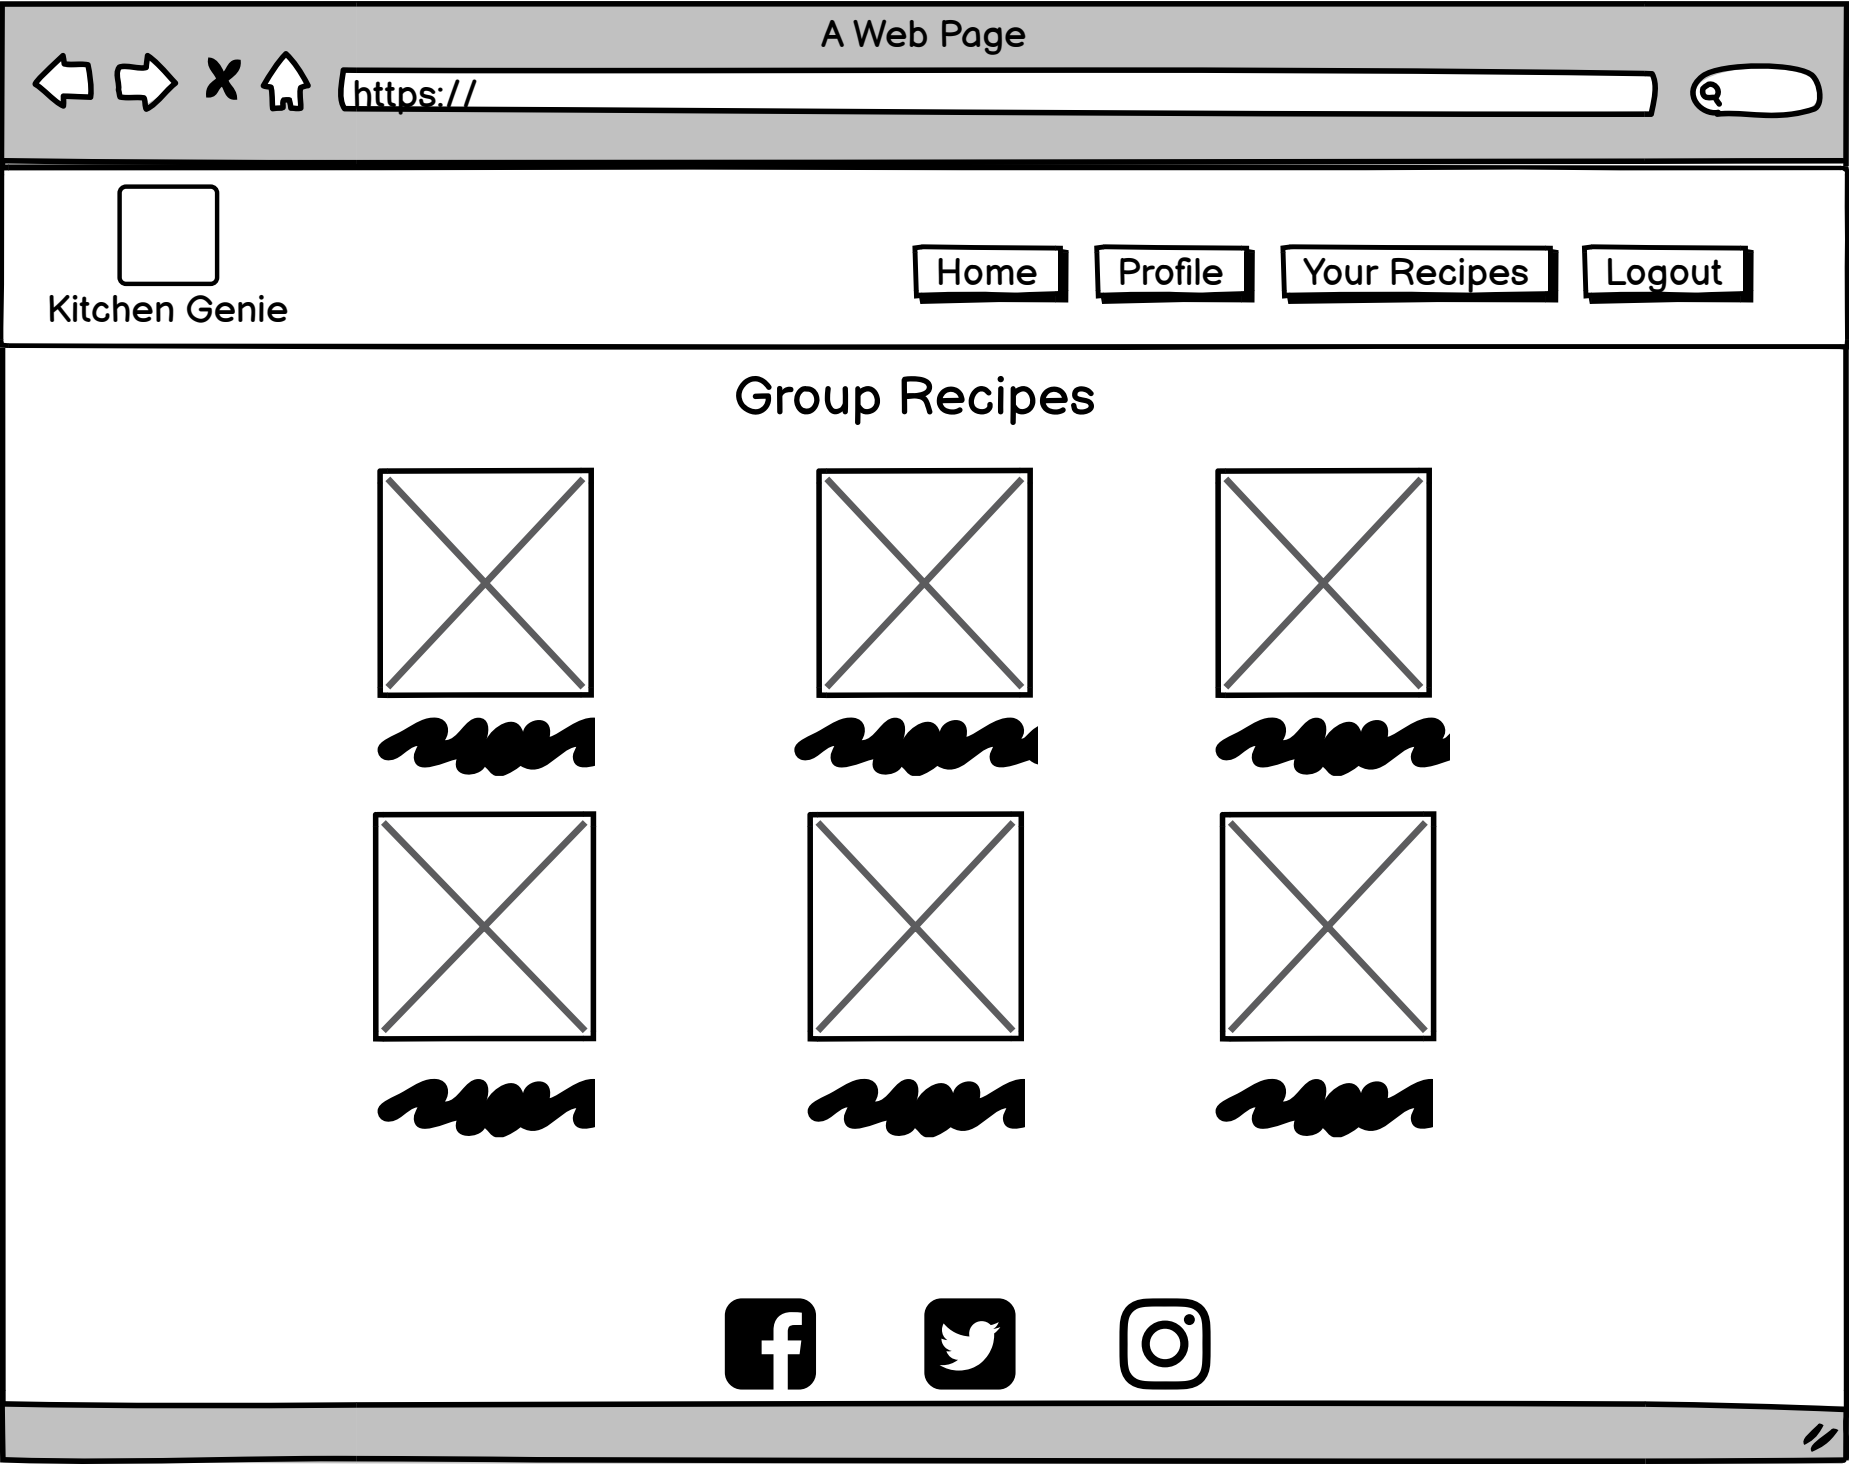 A Web Page
https://
Kitchen Genie
Home
Profile
Your Recipes
Logout
Group Recipes